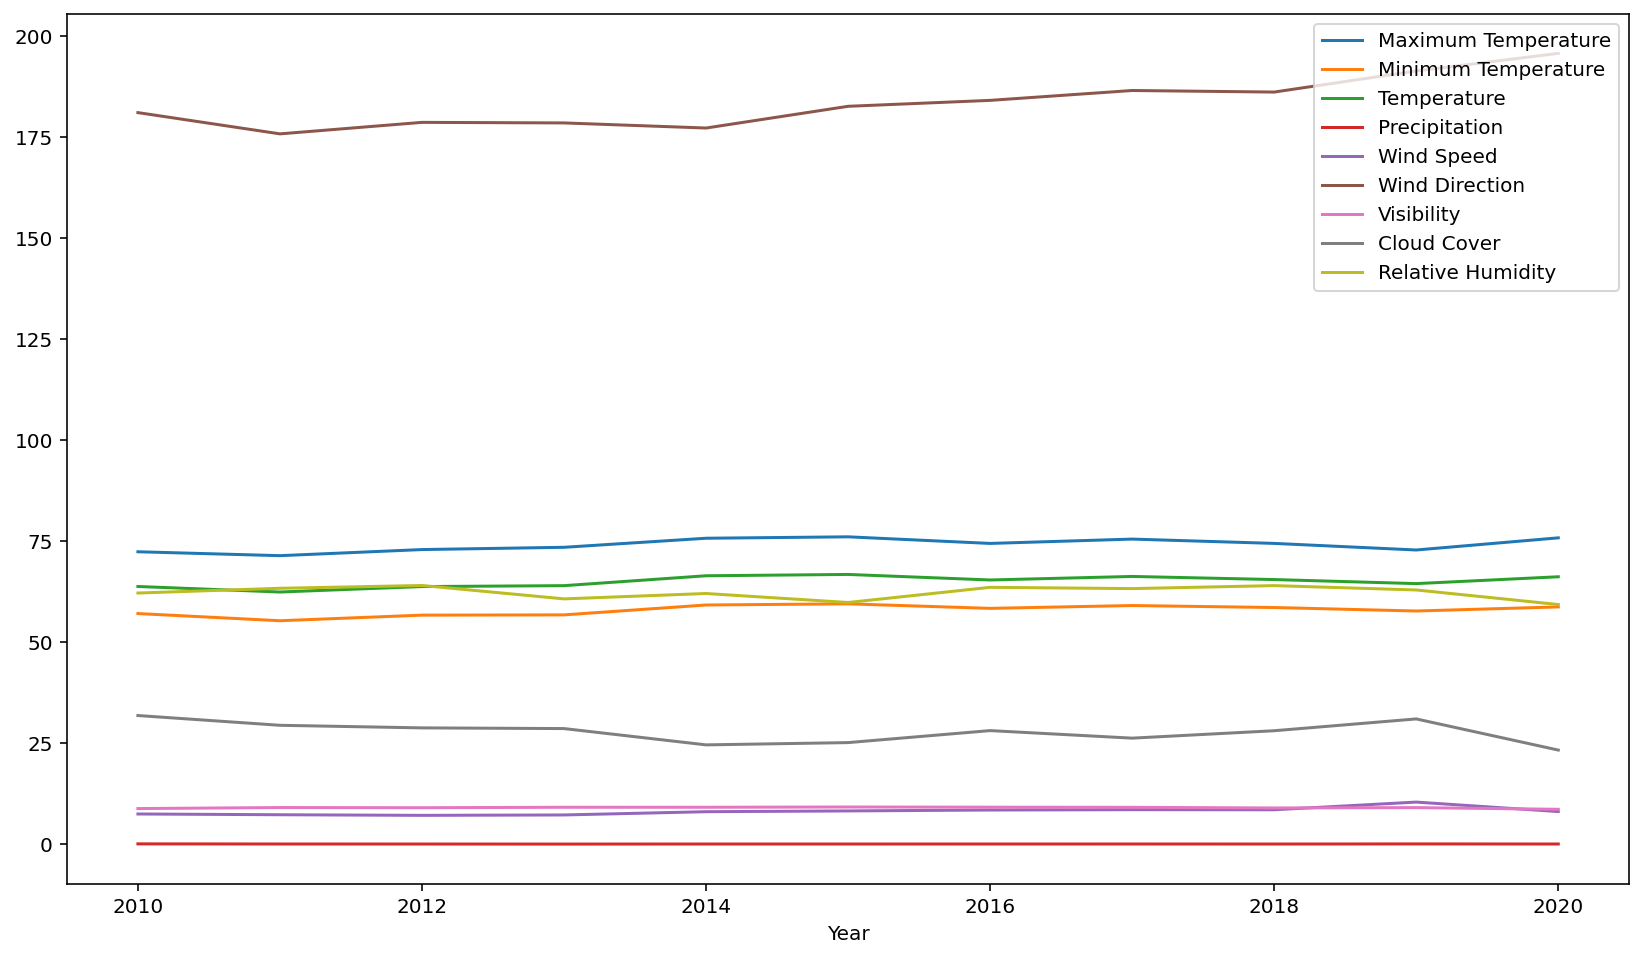 200
175
150
125
100
75
50
25
0
2010 2012 2014 2016 2018 2020
Year
Maximum Temperature
Minimum Temperature
Temperature
Precipitation
Wind Speed
Wind Direction
Visibility
Cloud Cover
Relative Humidity